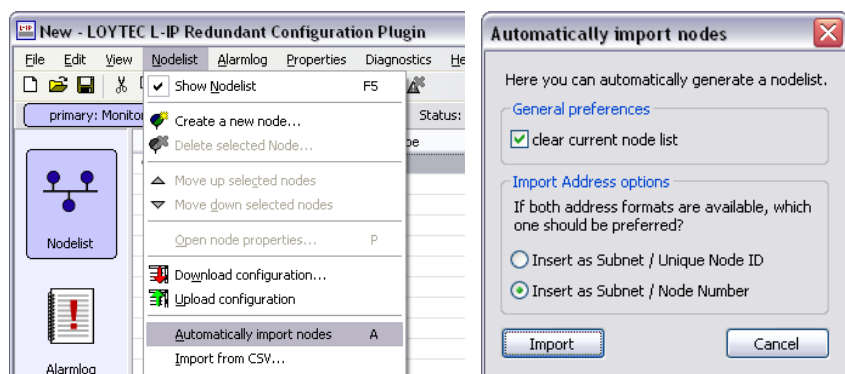 New - LOYTEC L-IP Redundant Configuration Plugin
File Edit View Nodelist Alarmlog Properties Diagnostics He
primary: Monito
Status:
pe
Show Nodelist F5
Create a new node...
Delete selected Node...
Move up selected nodes
Move down selected nodes
Open node properties... P
Download configuration...
Upload configuration
Automatically import nodes A
Import from CSV...
Nodelist
Alarmlog
Automatically import nodes
Here you can automatically generate a nodelist.
General preferences
clear current node list
Import Address options
If both address formats are available, which
one should be preferred?
Insert as Subnet / Unique Node ID
Insert as Subnet / Node Number
Import Cancel